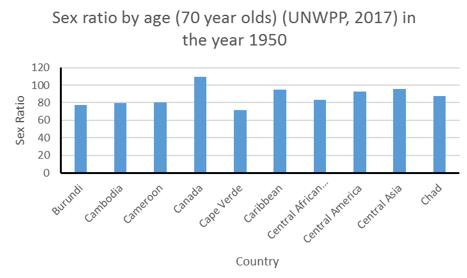 Sex ratio by age (70 year olds) (UNWPP, 2017) in
the year 1950
120
100
80
60
40
20
0
Sex Ratio
Burundi
Cambodia
Cameroon
Canada
Cape Verde
Caribbean
Central African...
Central America
Central Asia
Chad
Country